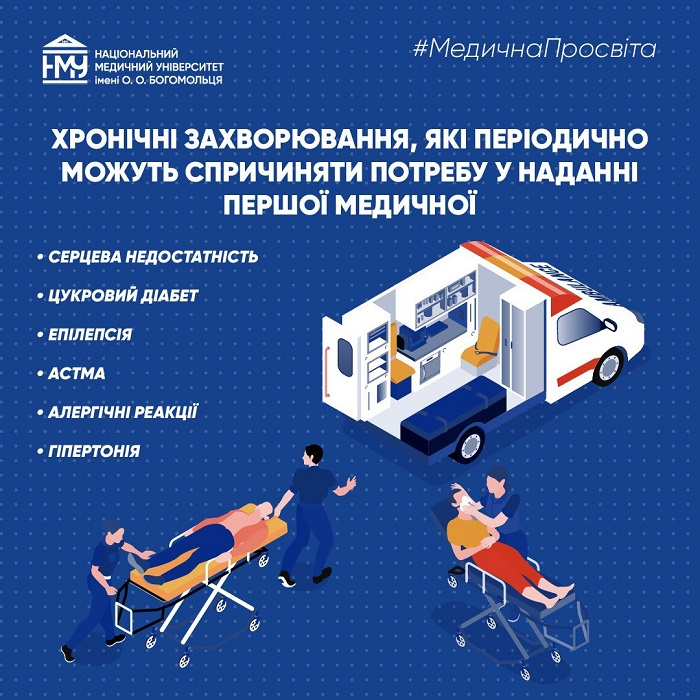 НМУ
НАЦІОНАЛЬНИЙ
МЕДИЧНИЙ УНІВЕРСИТЕТ
імені О. О. БОГОМОЛЬЦЯ
#МедичнаПросвіта
ХРОНІЧНІ ЗАХВОРЮВАННЯ, ЯКІ ПЕРІОДИЧНО
МОЖУТЬ СПРИЧИНЯТИ ПОТРЕБУ У НАДАННІ
ПЕРШОЇ МЕДИЧНОЇ
• СЕРЦЕВА НЕДОСТАТНІСТЬ
• ЦУКРОВИЙ ДІАБЕТ
• ЕПІЛЕПСІЯ
• АСТМА
• АЛЕРГІЧНІ РЕАКЦІЇ
• ГІПЕРТОНІЯ
AMBULANCE